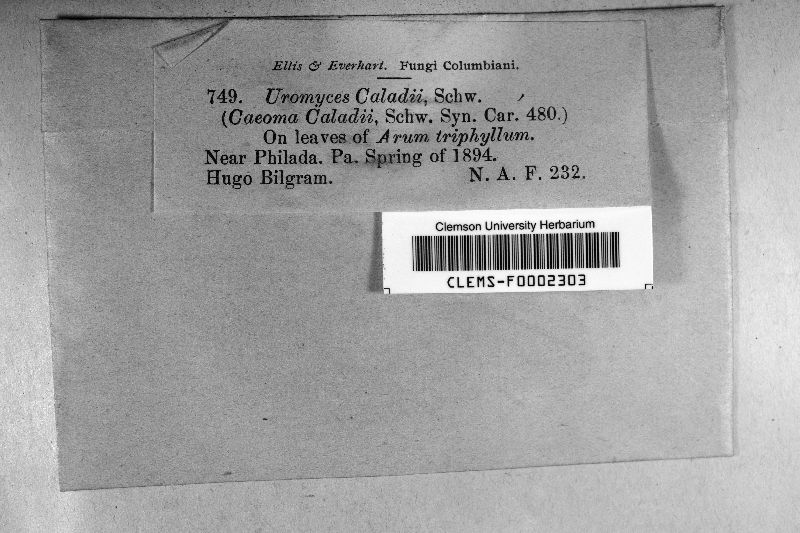 Ellis & Everhart. Fungi Columbiani.
749. Uromyces Caladii, Schw.
(Caeoma Caladii, Schw. Syn. Car. 480.)
On leaves of Arum triphyllum.
Near Philada. Pa. Spring of 1894.
Hugo Bilgram. N. A. F. 232.
Clemson University Herbarium
CLEMS-F0002303